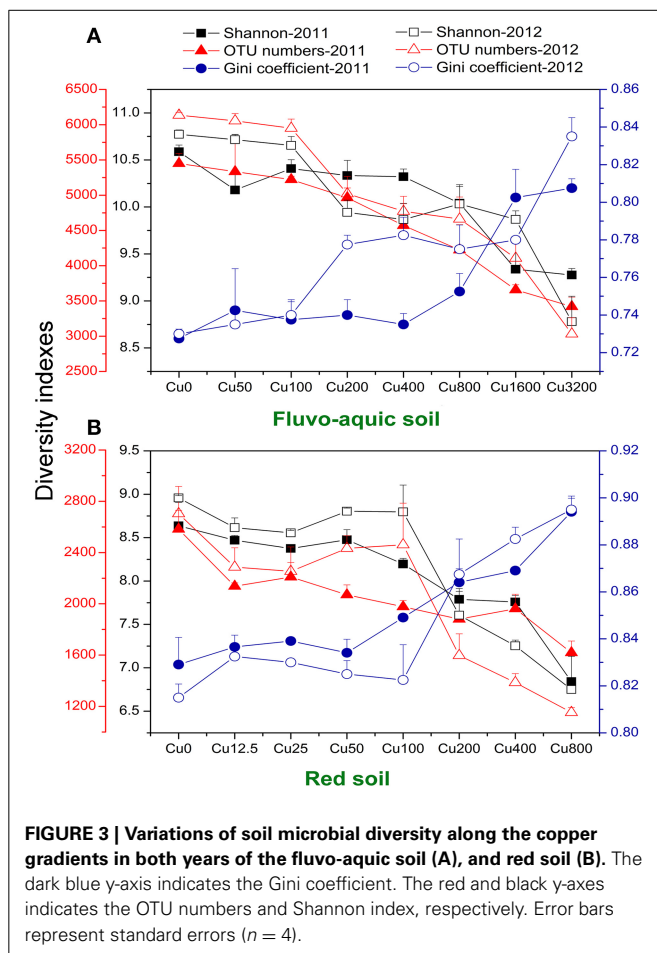 A
Shannon-2011 Shannon-2012
OTU numbers-2011 OTU numbers-2012
Gini coefficient-2011 Gini coefficient-2012
6500
6000
5500
5000
4500
4000
3500
3000
2500
11.0
10.5
10.0
9.5
9.0
8.5
0.86
0.84
0.82
0.80
0.78
0.76
0.74
0.72
Cu0 Cu50 Cu100 Cu200 Cu400 Cu800 Cu1600 Cu3200
Fluvo-aquic soil
Diversity indexes
B
3200
2800
2400
2000
1600
1200
9.5
9.0
8.5
8.0
7.5
7.0
6.5
0.92
0.90
0.88
0.86
0.84
0.82
0.80
Cu0 Cu12.5 Cu25 Cu50 Cu100 Cu200 Cu400 Cu800
Red soil
FIGURE 3 | Variations of soil microbial diversity along the copper
gradients in both years of the fluvo-aquic soil (A), and red soil (B). The
dark blue y-axis indicates the Gini coefficient. The red and black y-axes
indicates the OTU numbers and Shannon index, respectively. Error bars
represent standard errors (n = 4).